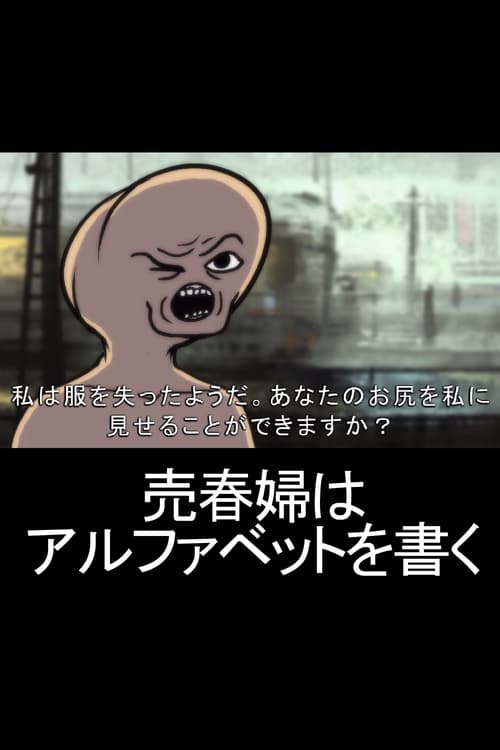 私は服を失ったようだ。あなたのお尻を私に
見せることができますか？
売春婦は
アルファベットを書く